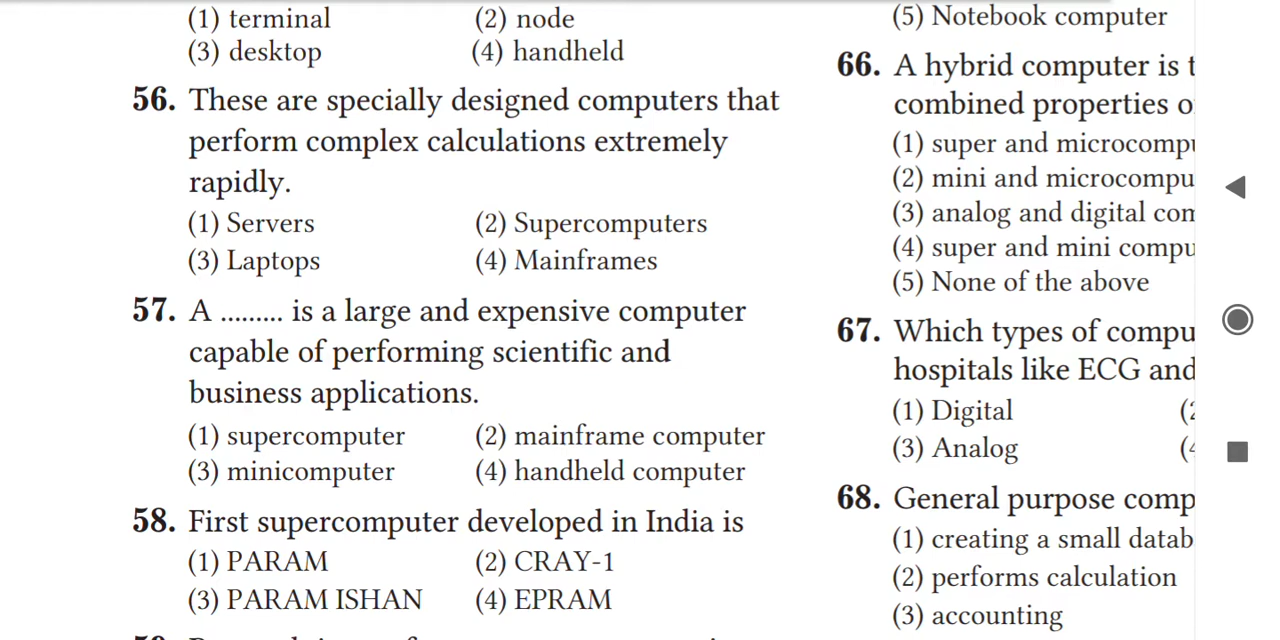 (1) terminal (2) node
(3) desktop (4) handheld
56. These are specially designed computers that
perform complex calculations extremely
rapidly.
(1) Servers (2) Supercomputers
(3) Laptops (4) Mainframes
57. A ......... is a large and expensive computer
capable of performing scientific and
business applications.
(1) supercomputer (2) mainframe computer
(3) minicomputer (4) handheld computer
58. First supercomputer developed in India is
(1) PARAM (2) CRAY-1
(3) PARAM ISHAN (4) EPRAM
(5) Notebook computer
66. A hybrid computer is
combined properties
(1) super and
(2) mini and
(3) analog and digital
(4) super and mini
(5) None of the above
67. Which types of
hospitals like ECG and
(1) Digital
(3) Analog
68. General purpose
(1) creating a small
(2) performs calculation
(3) accounting